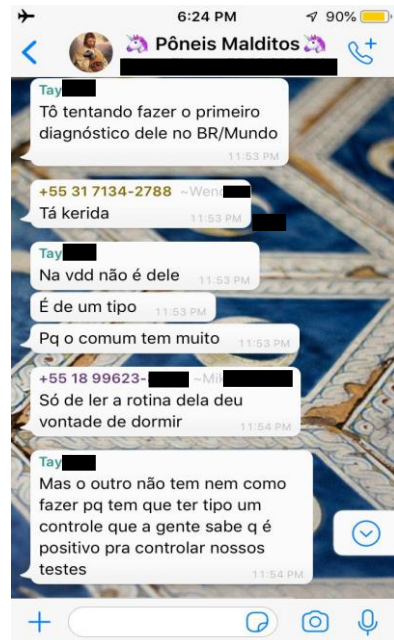 6:24 PM
90%
🦄 Pôneis Malditos 🦄
Tay
Tô tentando fazer o primeiro
diagnóstico dele no BR/Mundo
11:53 PM
+55 31 7134-2788 ~Wend
Tá kerida
11:53 PM
Tay
Na vdd não é dele
11:53 PM
É de um tipo
11:53 PM
Pq o comum tem muito
11:53 PM
+55 18 99623- ~Mi
Só de ler a rotina dela deu
vontade de dormir
11:54 PM
Tay
Mas o outro não tem nem como
fazer pq tem que ter tipo um
controle que a gente sabe q é
positivo pra controlar nossos
testes
11:54 PM